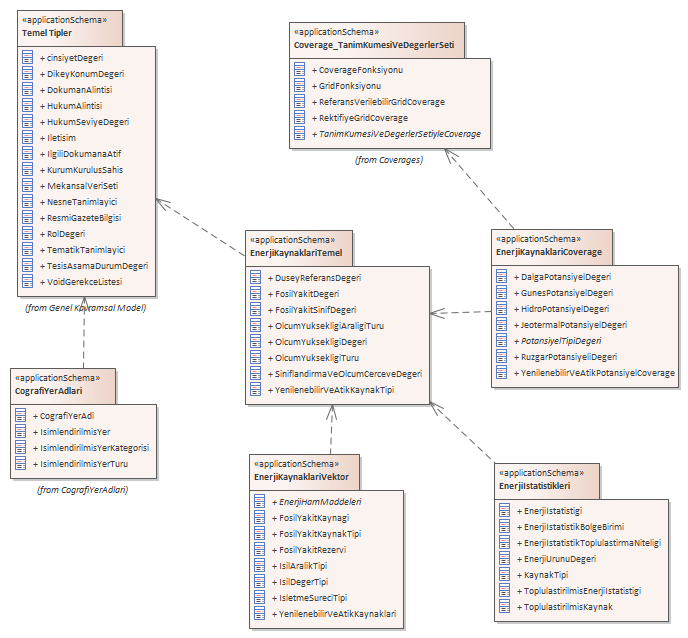 «applicationSchema»
Temel Tipler
+ cinsiyetDegeri
+ DikeyKonumDegeri
+ DokumanAlintisi
+ HukumAlintisi
+ HukumSeviyeDegeri
+ Iletisim
+ IlgiliDokumanaAtif
+ KurumKurulusSahis
+ MekansalVeriSeti
+ NesneTanimlayici
+ ResmiGazeteBilgisi
+ RolDegeri
+ TematikTanimlayici
+ TesisAsamaDurumDegeri
+ VoidGerekceListesi
(from Genel Kavramsal Model)
«applicationSchema»
Coverage_TanimKumesiVeDegerlerSeti
+ CoverageFonksiyonu
+ GridFonksiyonu
+ ReferansVerilebilirGridCoverage
+ RektifiyeGridCoverage
+ TanimKumesiVeDegerlerSetiyleCoverage
(from Coverages)
«applicationSchema»
EnerjiKaynaklariTemel
+ DuseyReferansDegeri
+ FosilYakitDegeri
+ FosilYakitSinifDegeri
+ OlcumYuksekligiAraligiTuru
+ OlcumYuksekligiDegeri
+ OlcumYuksekligiTuru
+ SiniflandirmaVeOlcumCerceveDegeri
+ YenilenebilirVeAtikKaynakTipi
«applicationSchema»
EnerjiKaynaklariCoverage
+ DalgaPotansiyelDegeri
+ GunesPotansiyelDegeri
+ HidroPotansiyelDegeri
+ JeotermalPotansiyelDegeri
+ PotansiyelTipiDegeri
+ RuzgarPotansiyeliDegeri
+ YenilenebilirVeAtikPotansiyelCoverage
«applicationSchema»
CografiYerAdlari
+ CografiYerAdi
+ IsimlendirilmisYer
+ IsimlendirilmisYerKategorisi
+ IsimlendirilmisYerTuru
(from CografiYerAdlari)
«applicationSchema»
EnerjiKaynaklariVektor
+ EnerjiHamMaddeleri
+ FosilYakitKaynagi
+ FosilYakitKaynakTipi
+ FosilYakitRezervi
+ IsilAralikTipi
+ IsilDegerTipi
+ IsletmeSureciTipi
+ YenilenebilirVeAtikKaynaklari
«applicationSchema»
EnerjiIstatistikleri
+ EnerjiIstatistigi
+ EnerjiIstatistikBolgeBirimi
+ EnerjiIstatistikToplulastirmaNiteligi
+ EnerjiUrunuDegeri
+ KaynakTipi
+ ToplulastirilmisEnerjiIstatistigi
+ ToplulastirilmisKaynak